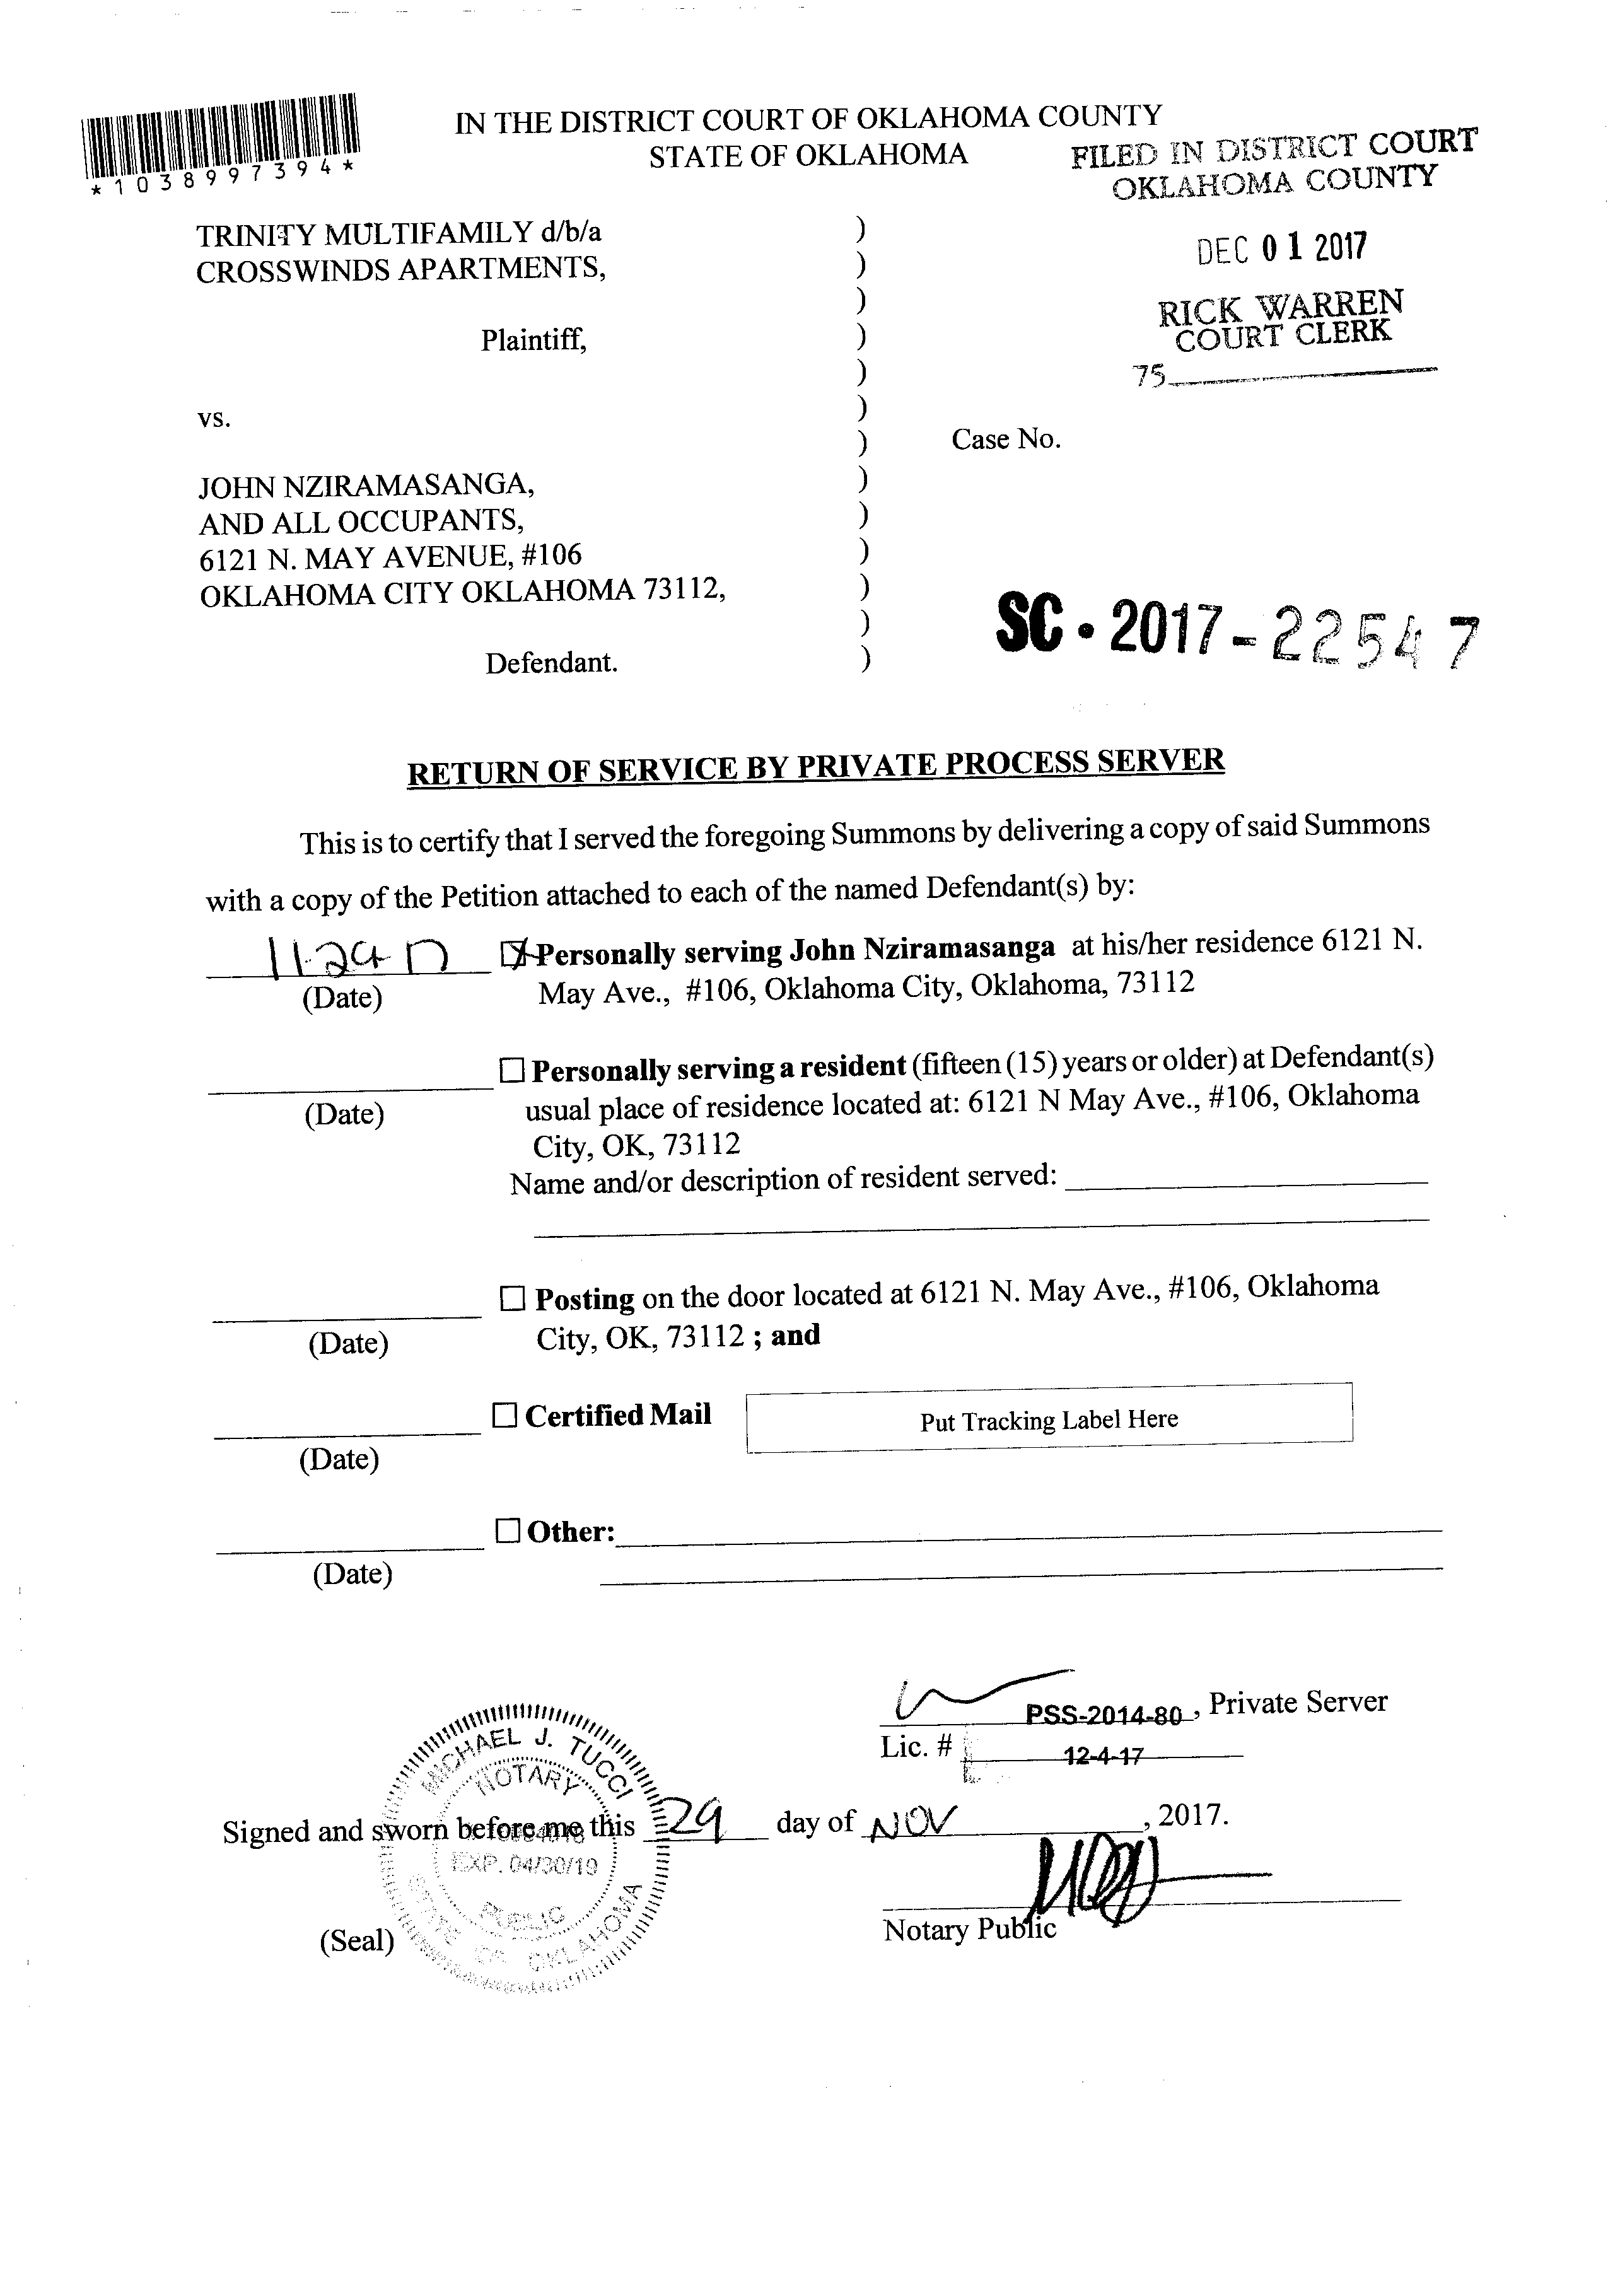 IN THE DISTRICT COURT OF OKLAHOMA COUNTY
STATE OF OKLAHOMA
*1038997394*
FILED IN DISTRICT COURT
OKLAHOMA COUNTY
DEC 01 2017
RICK WARREN
COURT CLERK
75
TRINITY MULTIFAMILY d/b/a )
CROSSWINDS APARTMENTS, )
)
Plaintiff, )
)
vs. )
) Case No.
JOHN NZIRAMASANGA, )
AND ALL OCCUPANTS, )
6121 N. MAY AVENUE, #106 )
OKLAHOMA CITY OKLAHOMA 73112, )
)
Defendant. )
SC • 2017-22547
RETURN OF SERVICE BY PRIVATE PROCESS SERVER
This is to certify that I served the foregoing Summons by delivering a copy of said Summons
with a copy of the Petition attached to each of the named Defendant(s) by:
Personally serving John Nziramasanga at his/her residence 6121 N.
(Date) May Ave., #106, Oklahoma City, Oklahoma, 73112
☐ Personally serving a resident (fifteen (15) years or older) at Defendant(s)
(Date) usual place of residence located at: 6121 N May Ave., #106, Oklahoma
City, OK, 73112
Name and/or description of resident served:
☐ Posting on the door located at 6121 N. May Ave., #106, Oklahoma
(Date) City, OK, 73112 ; and
☐ Certified Mail Put Tracking Label Here
(Date)
☐ Other:
(Date)
PSS-2014-80, Private Server
Lic. # 12-4-17
MICHAEL J. TUCCI
NOTARY
Signed and sworn before me this 29 day of NOV, 2017.
EXP. 04/30/19
PUBLIC
STATE OF OKLAHOMA
(Seal)
Notary Public